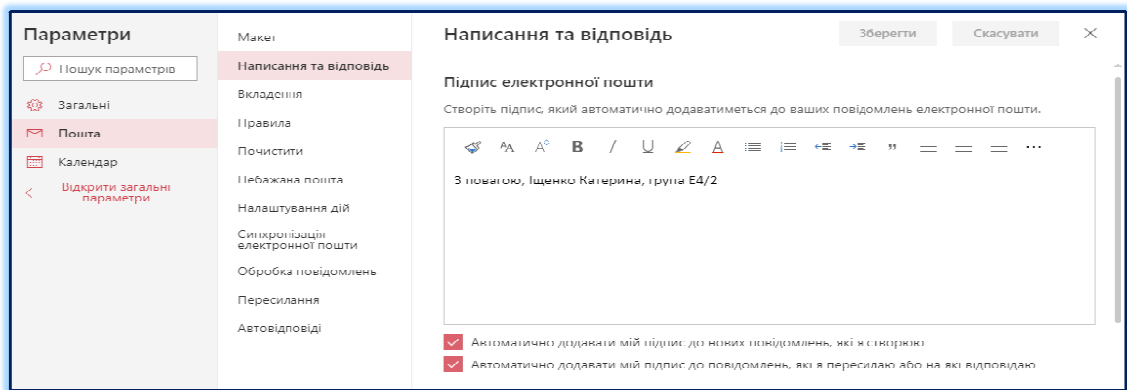 Параметри
Пошук параметрів
Загальні
Пошта
Календар
Відкрити загальні
параметри
Макет
Написання та відповідь
Вкладення
Правила
Почистити
Небажана пошта
Налаштування дій
Синхронізація
електронної пошти
Обробка повідомлень
Пересилання
Автовідповіді
Написання та відповідь
Зберегти
Скасувати
Підпис електронної пошти
Створіть підпис, який автоматично додаватиметься до ваших повідомлень електронної пошти.
З повагою, Іщенко Катерина, група Е4/2
Автоматично додавати мій підпис до нових повідомлень, які я створюю
Автоматично додавати мій підпис до повідомлень, які я пересилаю або на які відповідаю